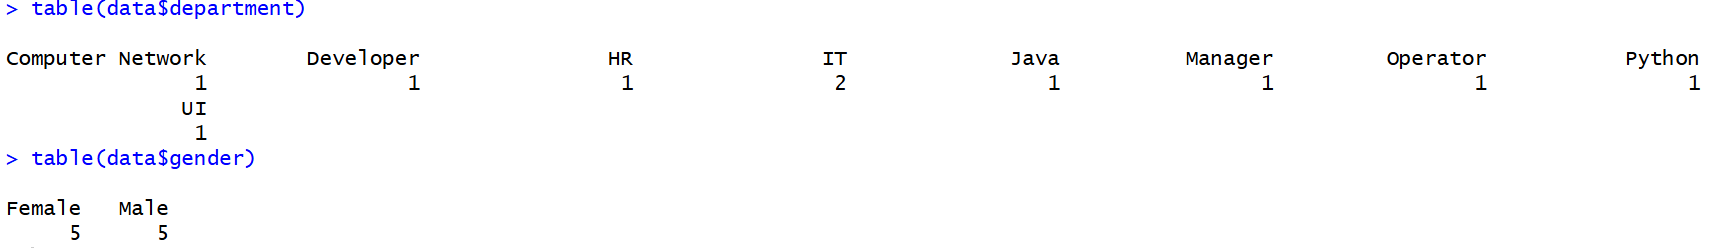 > table(data$department)
Computer Network        Developer               HR               IT             Java          Manager         Operator           Python
               1                1                1                2                1                1                1                1
              UI
               1
> table(data$gender)
Female   Male
     5      5